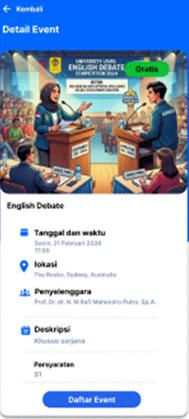 Kembali
Detail Event
UNIVERSITY LEVEL
ENGLISH DEBATE
COMPETITION 2024
Gratis
English Debate
Tanggal dan waktu
Senin, 21 Februari 2028
17.00
lokasi
The Rocks, Sydney, Australia
Penyelenggara
Prof. Dr. dr. H. M Rafi Mahendra Putra, Sp.A.
Deskripsi
Khusus sarjana
Persyaratan
S1
Daftar Event